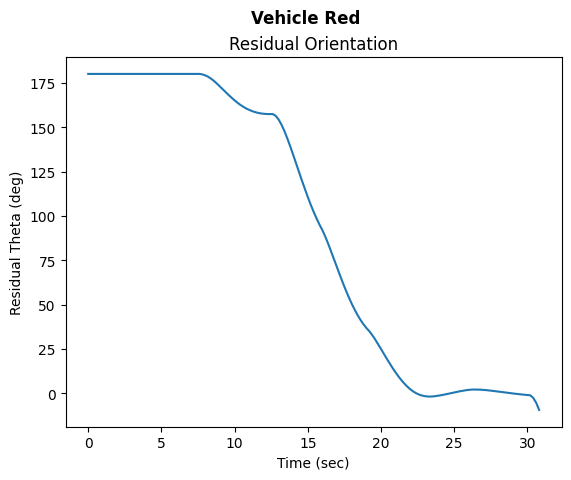 Vehicle Red
Residual Orientation
Residual Theta (deg)
175
150
125
100
75
50
25
0
0 5 10 15 20 25 30
Time (sec)